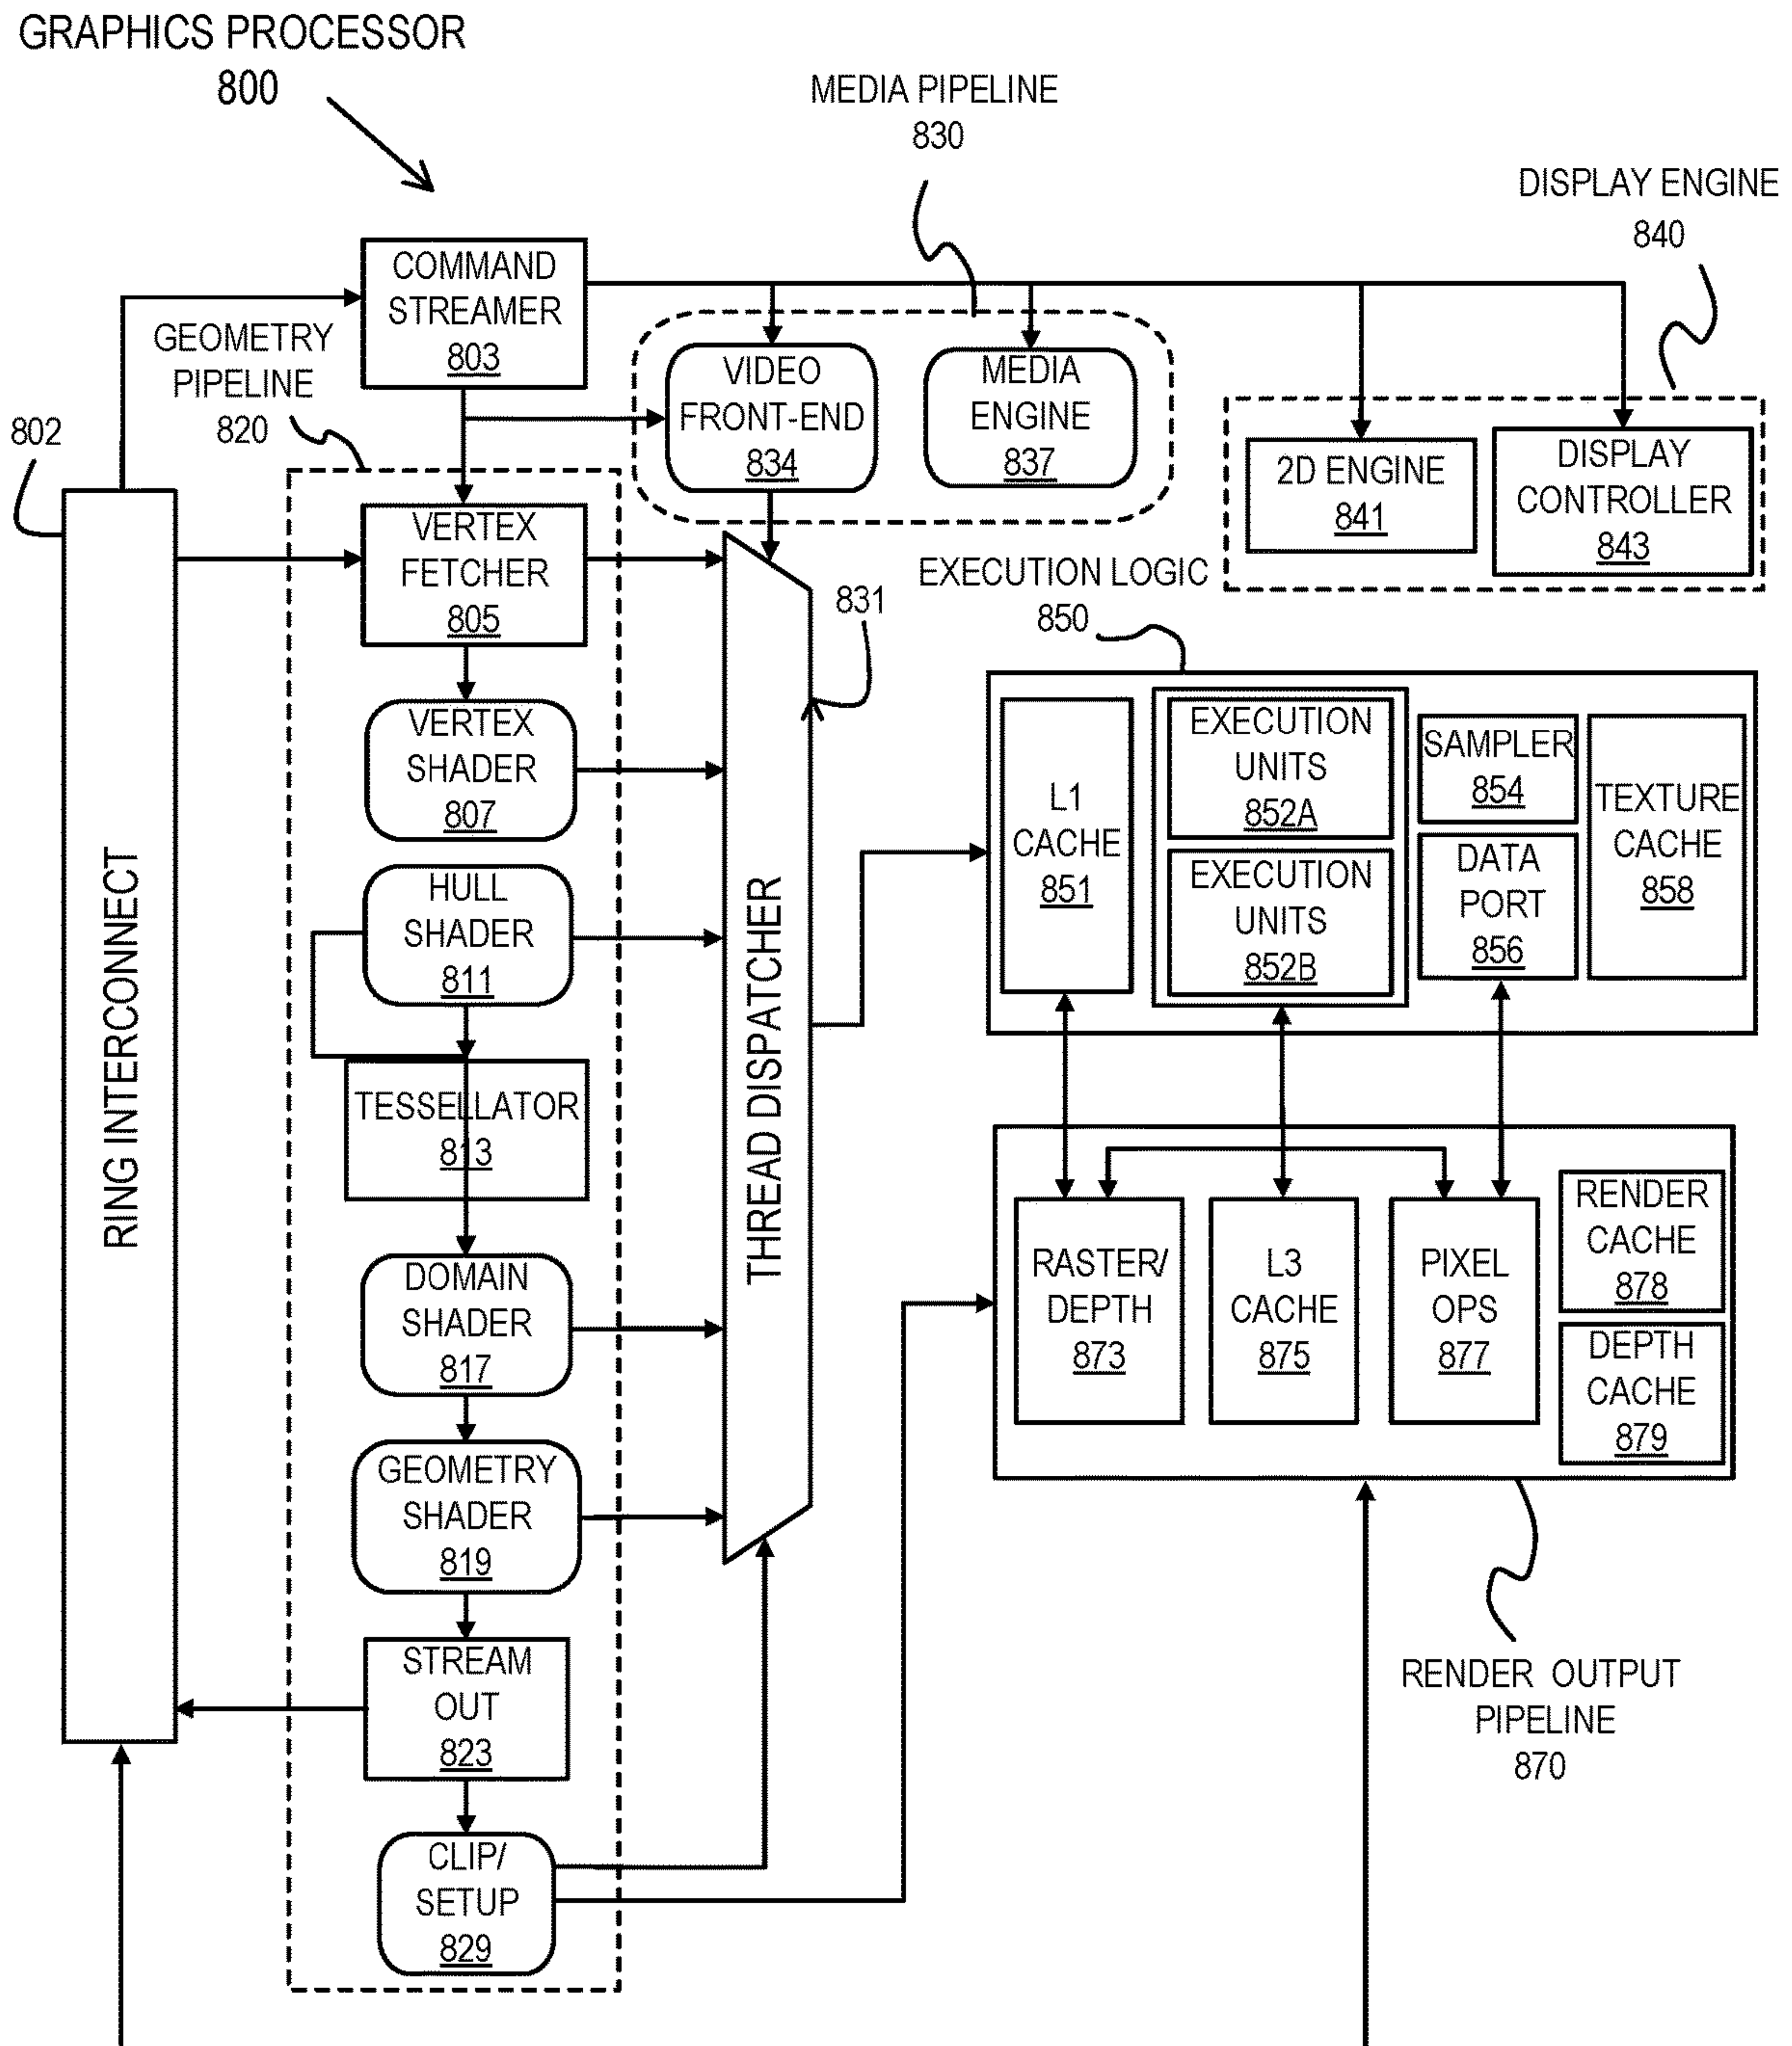 GRAPHICS PROCESSOR
800
MEDIA PIPELINE
830
DISPLAY ENGINE
840
COMMAND
STREAMER
803
GEOMETRY
PIPELINE
820
802
VIDEO
FRONT-END
834
MEDIA
ENGINE
837
2D ENGINE
841
DISPLAY
CONTROLLER
843
VERTEX
FETCHER
805
EXECUTION LOGIC
850
831
VERTEX
SHADER
807
HULL
SHADER
811
TESSELLATOR
813
DOMAIN
SHADER
817
GEOMETRY
SHADER
819
STREAM
OUT
823
CLIP/
SETUP
829
RING INTERCONNECT
THREAD DISPATCHER
L1
CACHE
851
EXECUTION
UNITS
852A
EXECUTION
UNITS
852B
SAMPLER
854
DATA
PORT
856
TEXTURE
CACHE
858
RASTER/
DEPTH
873
L3
CACHE
875
PIXEL
OPS
877
RENDER
CACHE
878
DEPTH
CACHE
879
RENDER OUTPUT
PIPELINE
870